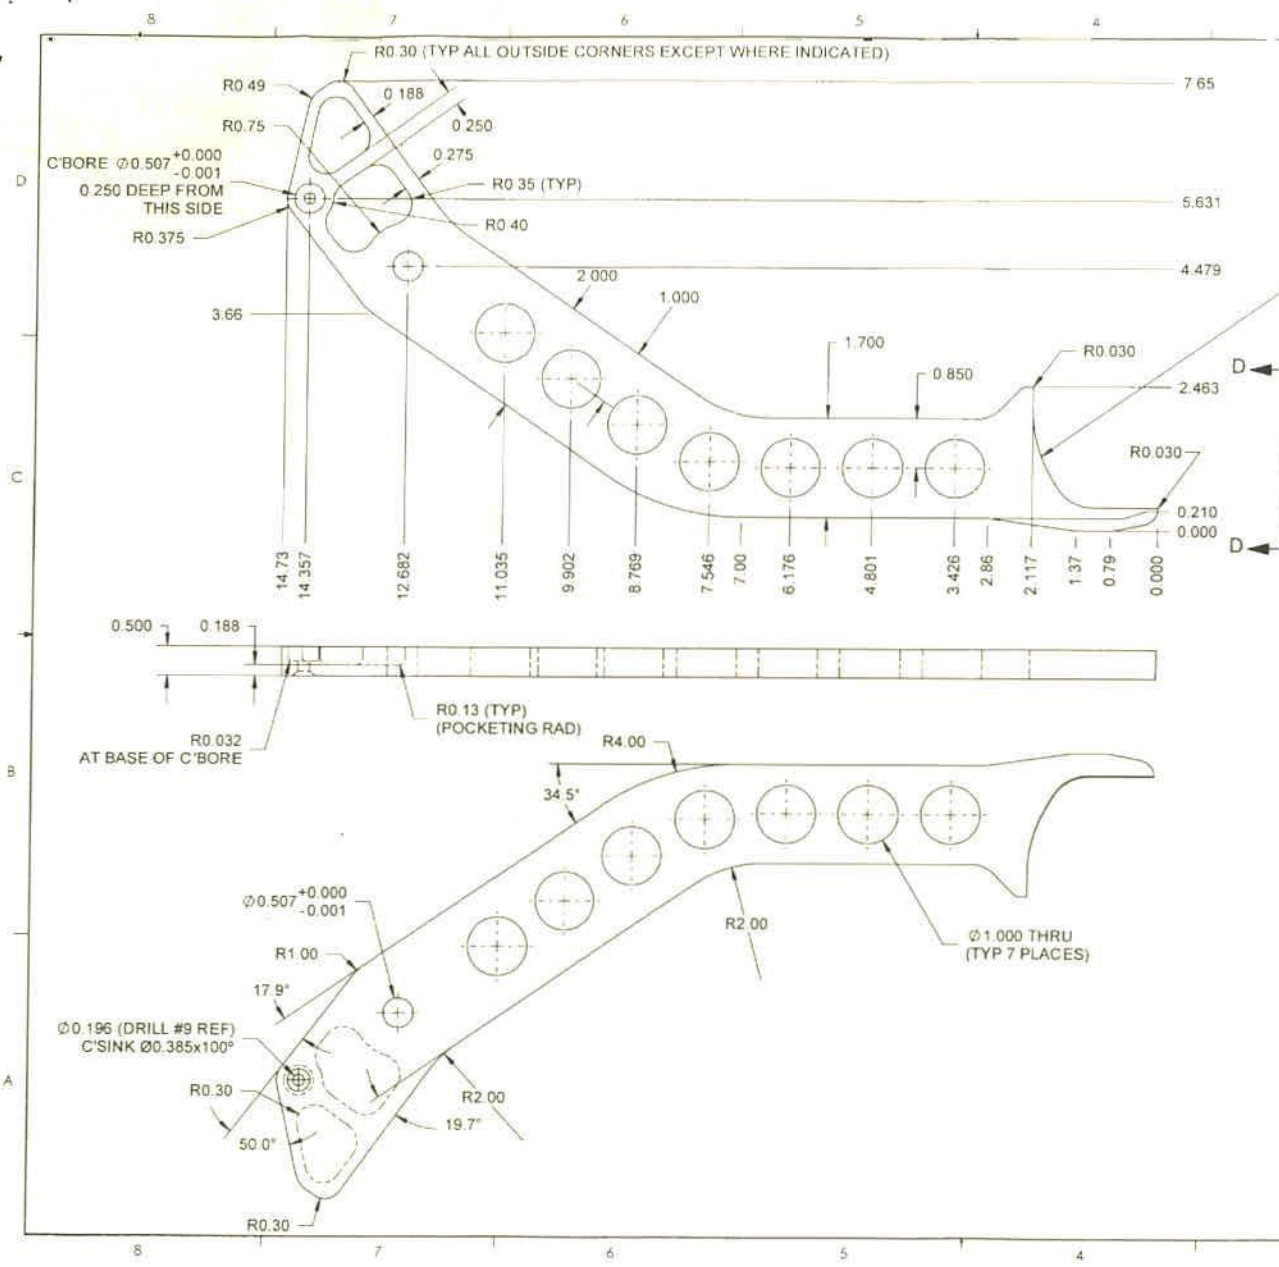 8 7 6 5 4
R0.30 (TYP ALL OUTSIDE CORNERS EXCEPT WHERE INDICATED)
R0.49
0.188
7.65
R0.75
0.250
C'BORE Ø0.507 +0.000
-0.001
0.250 DEEP FROM
THIS SIDE
0.275
D
R0.35 (TYP)
5.631
R0.40
R0.375
4.479
2.000
1.000
3.66
1.700
R0.030
0.850
D
2.463
R0.030
C
0.210
0.000
D
14.73
14.357
12.682
11.035
9.902
8.769
7.546
7.00
6.176
4.801
3.426
2.86
2.117
1.37
0.79
0.000
0.500
0.188
R0.13 (TYP)
(POCKETING RAD)
R0.032
AT BASE OF C'BORE
R4.00
B
34.5°
Ø0.507 +0.000
-0.001
R2.00
Ø1.000 THRU
(TYP 7 PLACES)
R1.00
17.9°
Ø0.196 (DRILL #9 REF)
C'SINK Ø0.385x100°
A
R0.30
R2.00
19.7°
50.0°
R0.30
8 7 6 5 4